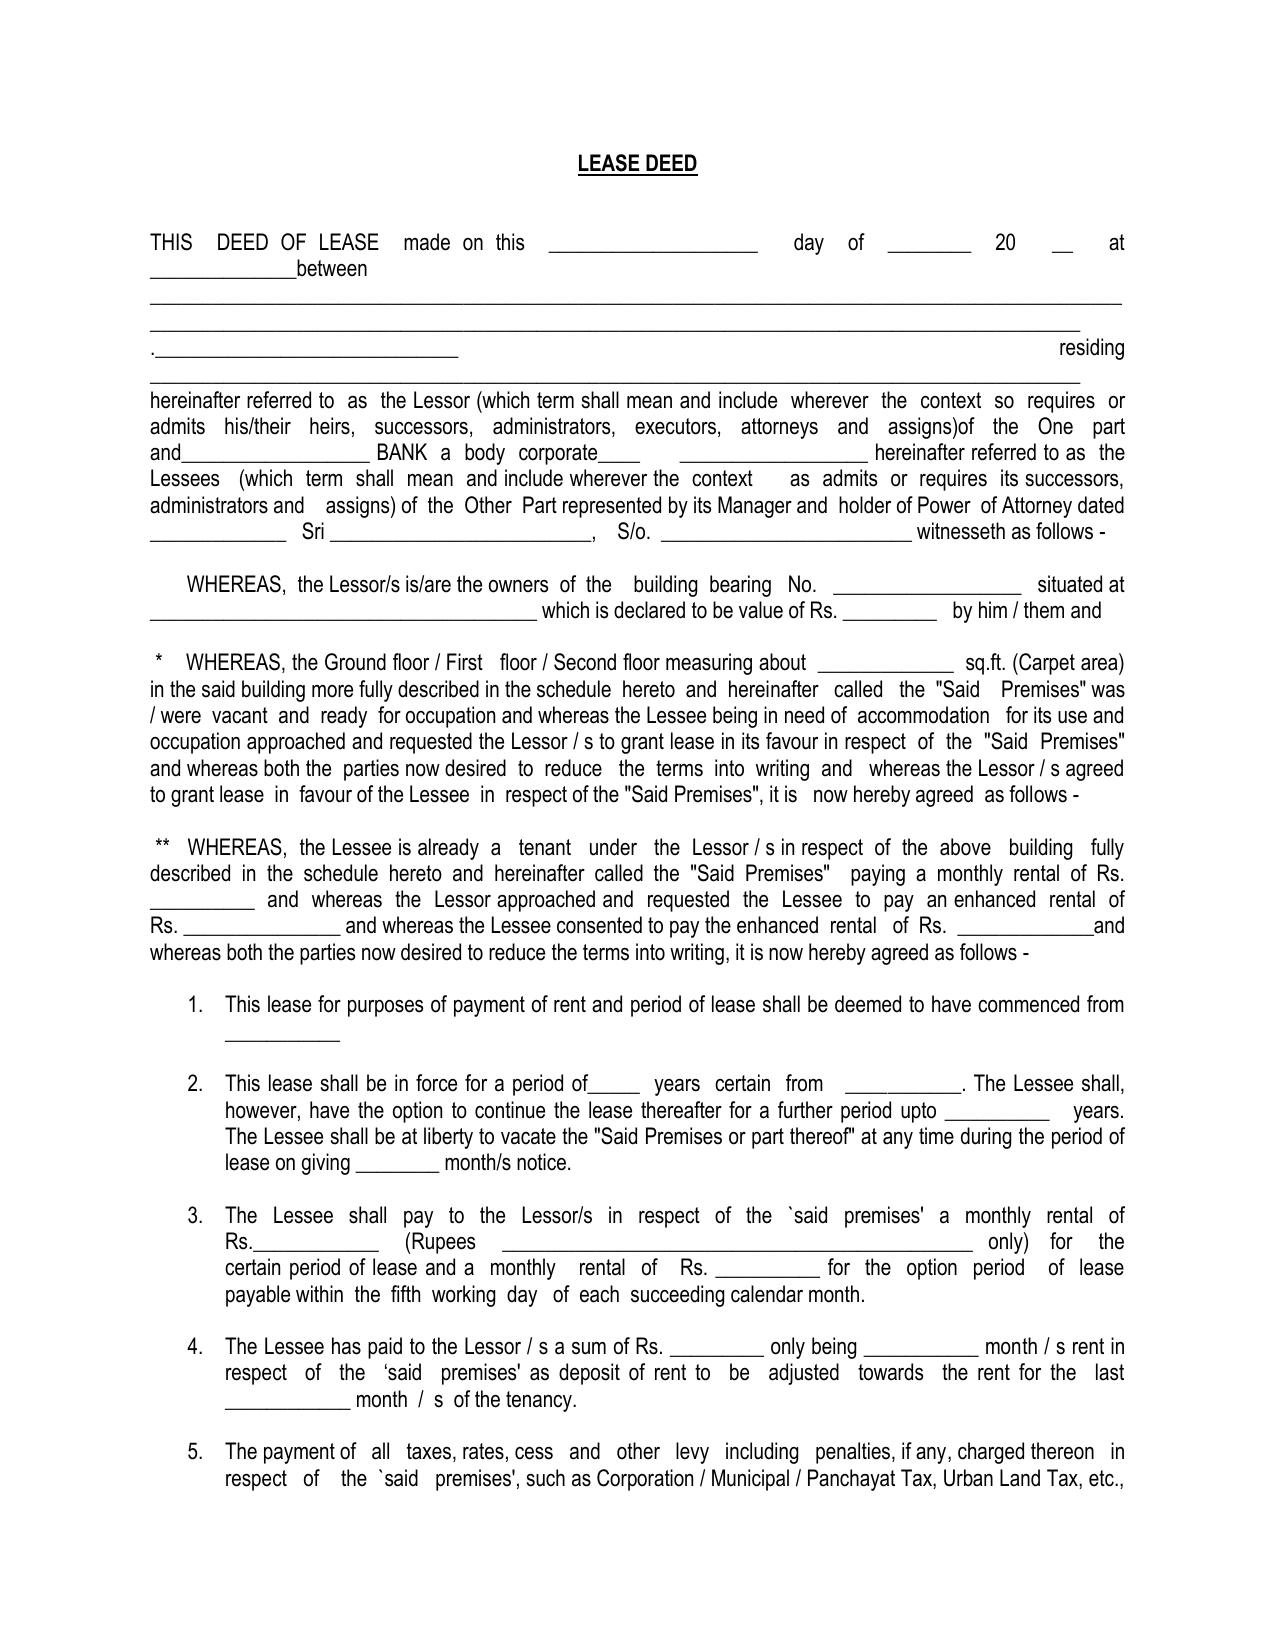 LEASE DEED
THIS DEED OF LEASE made on this ____________________ day of ________ 20 __ at
______________between
_____________________________________________________________________________________________
_________________________________________________________________________________________
._____________________________ residing
_________________________________________________________________________________________
hereinafter referred to as the Lessor (which term shall mean and include wherever the context so requires or
admits his/their heirs, successors, administrators, executors, attorneys and assigns)of the One part
and__________________ BANK a body corporate____ __________________ hereinafter referred to as the
Lessees (which term shall mean and include wherever the context as admits or requires its successors,
administrators and assigns) of the Other Part represented by its Manager and holder of Power of Attorney dated
_____________ Sri _________________________, S/o. ________________________ witnesseth as follows -
WHEREAS, the Lessor/s is/are the owners of the building bearing No. __________________ situated at
_____________________________________ which is declared to be value of Rs. _________ by him / them and
* WHEREAS, the Ground floor / First floor / Second floor measuring about _____________ sq.ft. (Carpet area)
in the said building more fully described in the schedule hereto and hereinafter called the "Said Premises" was
/ were vacant and ready for occupation and whereas the Lessee being in need of accommodation for its use and
occupation approached and requested the Lessor / s to grant lease in its favour in respect of the "Said Premises"
and whereas both the parties now desired to reduce the terms into writing and whereas the Lessor / s agreed
to grant lease in favour of the Lessee in respect of the "Said Premises", it is now hereby agreed as follows -
** WHEREAS, the Lessee is already a tenant under the Lessor / s in respect of the above building fully
described in the schedule hereto and hereinafter called the "Said Premises" paying a monthly rental of Rs.
__________ and whereas the Lessor approached and requested the Lessee to pay an enhanced rental of
Rs. _______________ and whereas the Lessee consented to pay the enhanced rental of Rs. _____________and
whereas both the parties now desired to reduce the terms into writing, it is now hereby agreed as follows -
1. This lease for purposes of payment of rent and period of lease shall be deemed to have commenced from
___________
2. This lease shall be in force for a period of_____ years certain from ___________. The Lessee shall,
however, have the option to continue the lease thereafter for a further period upto __________ years.
The Lessee shall be at liberty to vacate the "Said Premises or part thereof" at any time during the period of
lease on giving ________ month/s notice.
3. The Lessee shall pay to the Lessor/s in respect of the `said premises' a monthly rental of
Rs.____________ (Rupees _____________________________________________ only) for the
certain period of lease and a monthly rental of Rs. __________ for the option period of lease
payable within the fifth working day of each succeeding calendar month.
4. The Lessee has paid to the Lessor / s a sum of Rs. _________ only being ___________ month / s rent in
respect of the ‘said premises' as deposit of rent to be adjusted towards the rent for the last
____________ month / s of the tenancy.
5. The payment of all taxes, rates, cess and other levy including penalties, if any, charged thereon in
respect of the `said premises', such as Corporation / Municipal / Panchayat Tax, Urban Land Tax, etc.,